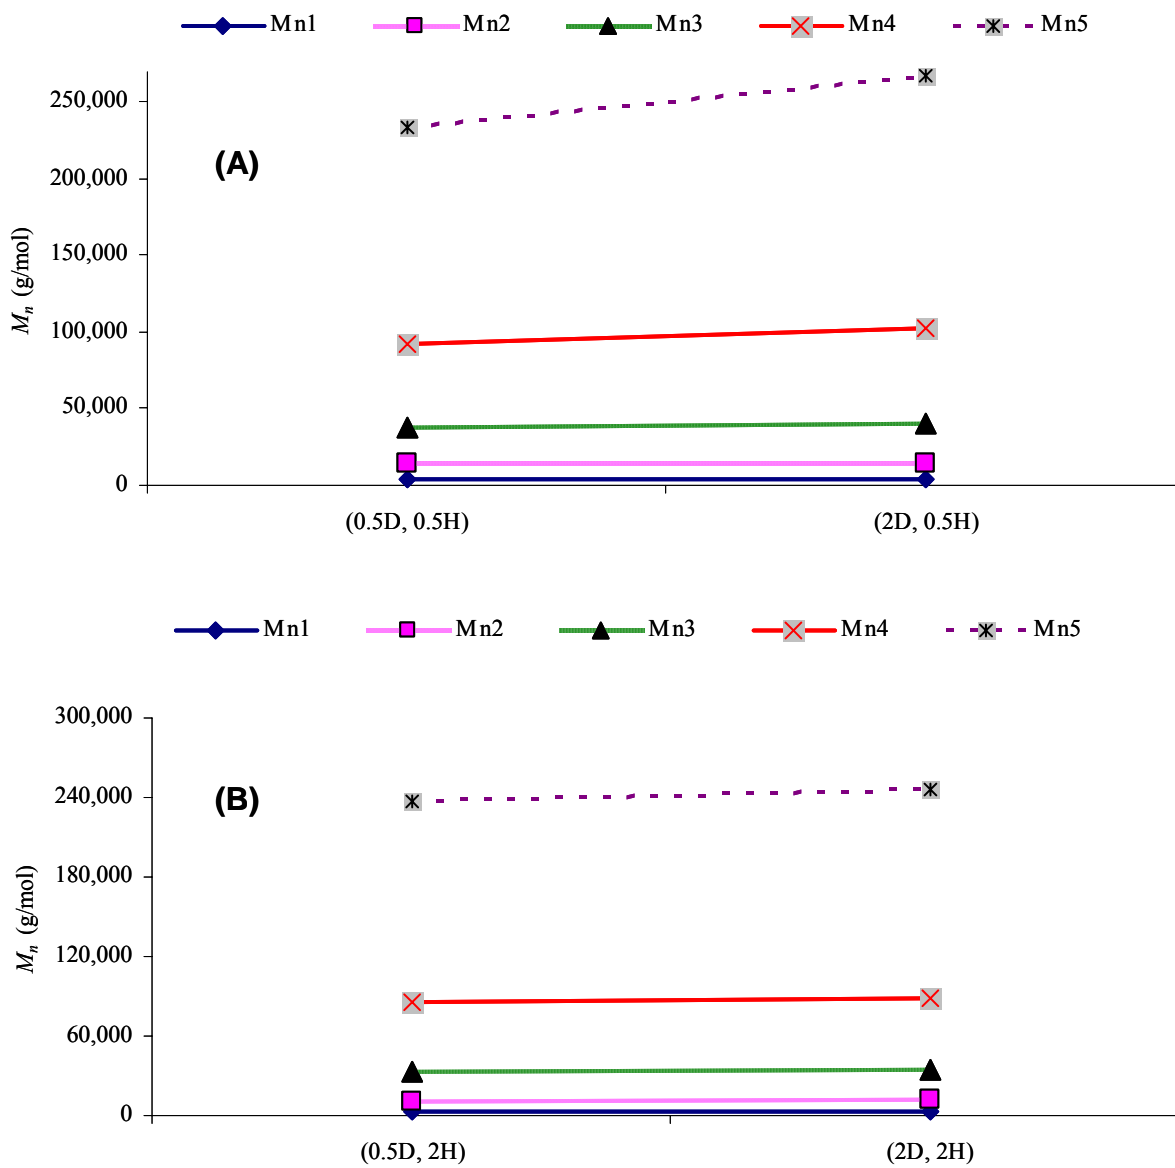 Mn1 Mn2 Mn3 Mn4 Mn5
250,000
(A)
200,000
150,000
Mn (g/mol)
100,000
50,000
0
(0.5D, 0.5H) (2D, 0.5H)
Mn1 Mn2 Mn3 Mn4 Mn5
300,000
240,000
(B)
180,000
Mn (g/mol)
120,000
60,000
0
(0.5D, 2H) (2D, 2H)